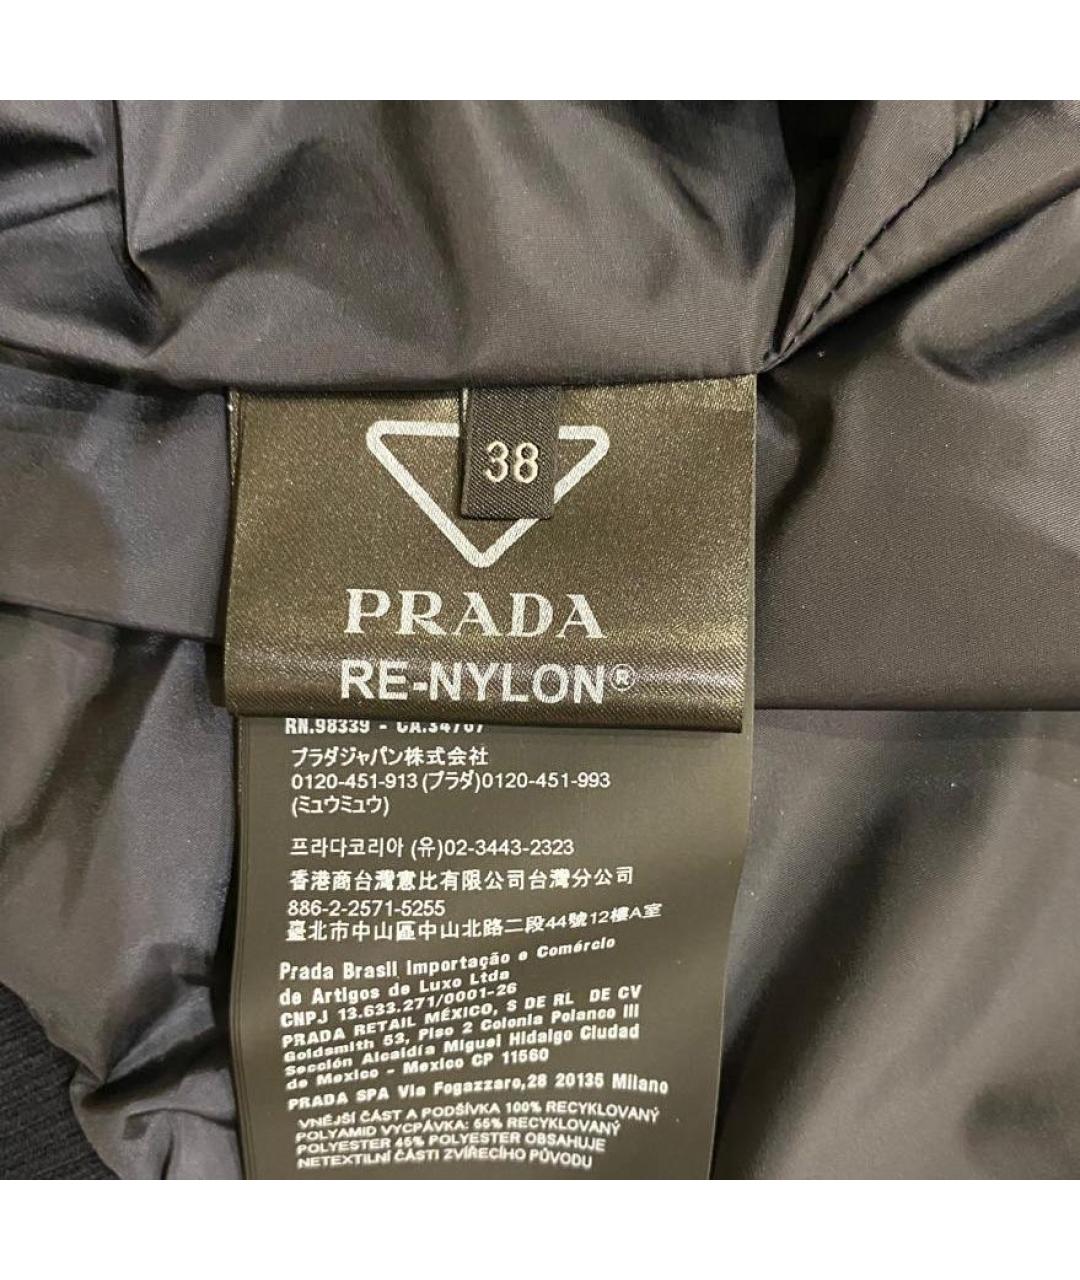 38
PRADA
RE-NYLON®
RN.98339 - CA.34767
プラダジャパン株式会社
0120-451-913 (プラダ)0120-451-993
(ミュウミュウ)
프라다코리아 (유)02-3443-2323
香港商台灣惠比有限公司台灣分公司
886-2-2571-5255
臺北市中山區中山北路二段44號12樓A室
Prada Brasil Importação e Comércio
de Artigos de Luxo Ltda
CNPJ 13.633.271/0001-26
PRADA RETAIL MÉXICO, S DE RL DE CV
Goldsmith 53, Piso 2 Colonia Polanco III
Sección Alcaldía Miguel Hidalgo Ciudad
de Mexico - Mexico CP 11560
PRADA SPA Via Fogazzaro,28 20135 Milano
VNĚJŠÍ ČÁST A PODŠÍVKA 100% RECYKLOVANÝ
POLYAMID VYCPÁVKA: 55% RECYKLOVANÝ
POLYESTER 45% POLYESTER OBSAHUJE
NETEXTILNÍ ČÁSTI ZVÍŘECÍHO PŮVODU